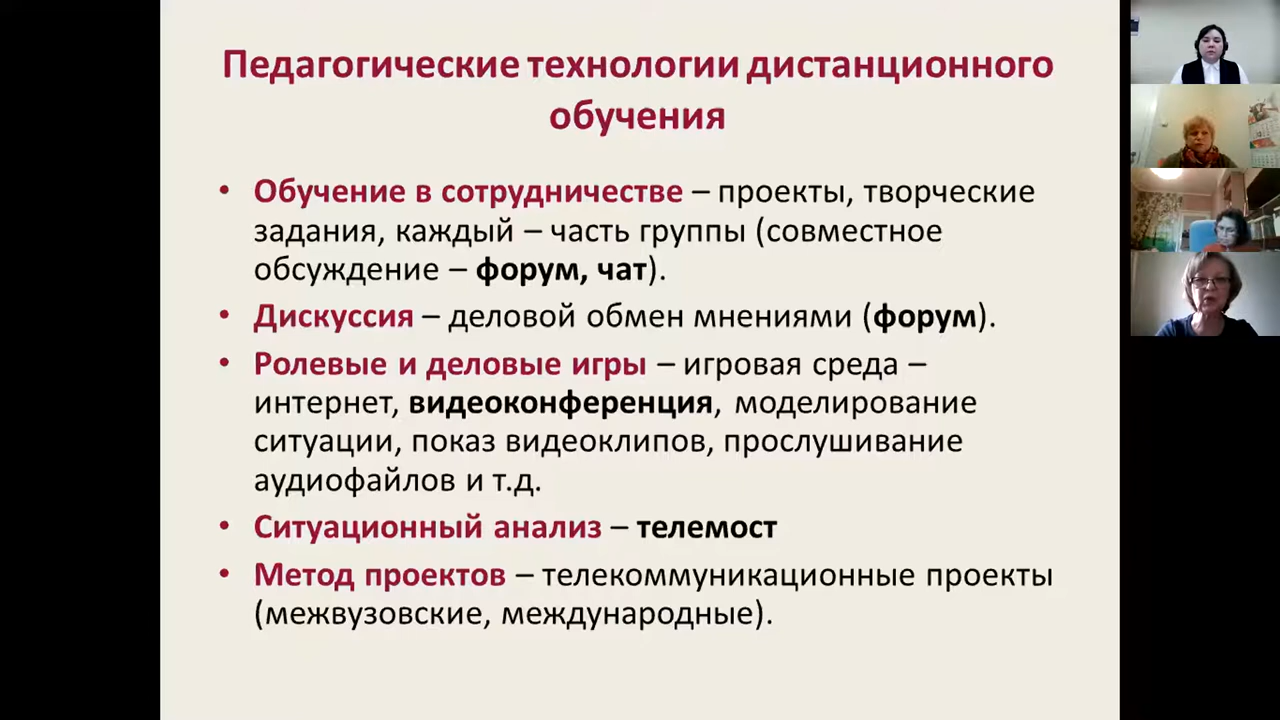 Педагогические технологии дистанционного
обучения
• Обучение в сотрудничестве – проекты, творческие
задания, каждый – часть группы (совместное
обсуждение – форум, чат).
• Дискуссия – деловой обмен мнениями (форум).
• Ролевые и деловые игры – игровая среда –
интернет, видеоконференция, моделирование
ситуации, показ видеоклипов, прослушивание
аудиофайлов и т.д.
• Ситуационный анализ – телемост
• Метод проектов – телекоммуникационные проекты
(межвузовские, международные).